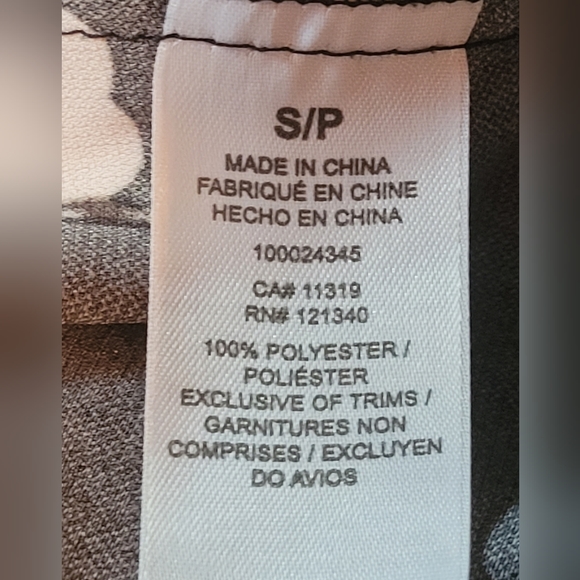 S/P
MADE IN CHINA
FABRIQUÉ EN CHINE
HECHO EN CHINA
100024345
CA# 11319
RN# 121340
100% POLYESTER /
POLIÉSTER
EXCLUSIVE OF TRIMS /
GARNITURES NON
COMPRISES / EXCLUYEN
DO AVIOS